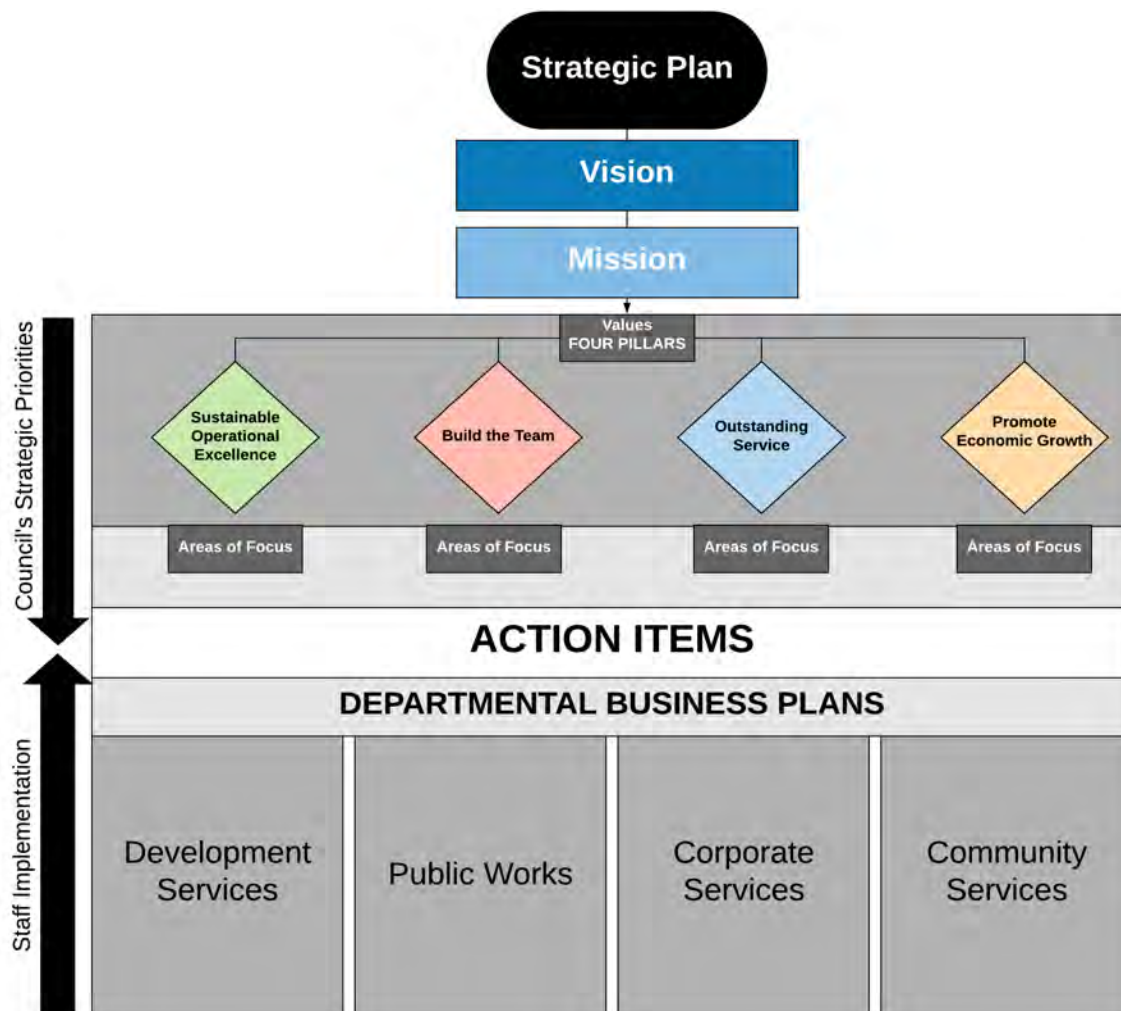 Strategic Plan
Vision
Mission
Council's Strategic Priorities
Values
FOUR PILLARS
Sustainable
Operational
Excellence
Build the Team
Outstanding
Service
Promote
Economic Growth
Areas of Focus
Areas of Focus
Areas of Focus
Areas of Focus
ACTION ITEMS
Staff Implementation
DEPARTMENTAL BUSINESS PLANS
Development
Services
Public Works
Corporate
Services
Community
Services